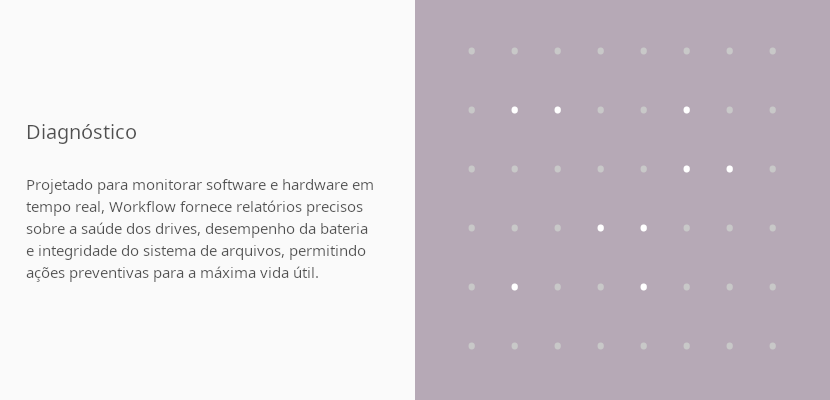 Diagnóstico
Projetado para monitorar software e hardware em
tempo real, Workflow fornece relatórios precisos
sobre a saúde dos drives, desempenho da bateria
e integridade do sistema de arquivos, permitindo
ações preventivas para a máxima vida útil.